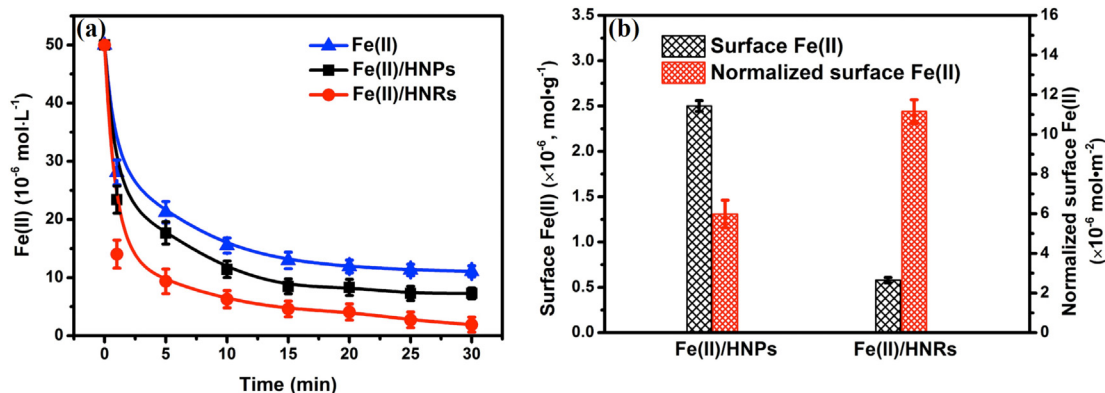 (a)
Fe(II)
Fe(II)/HNPs
Fe(II)/HNRs
Fe(II) (10⁻⁶ mol·L⁻¹)
60
50
40
30
20
10
0
0 5 10 15 20 25 30
Time (min)
(b)
Surface Fe(II)
Normalized surface Fe(II)
Surface Fe(II) (×10⁻⁶, mol•g⁻¹)
3.5
3.0
2.5
2.0
1.5
1.0
0.5
0.0
Fe(II)/HNPs Fe(II)/HNRs
16
14
12
10
8
6
4
2
0
Normalized surface Fe(II)
(×10⁻⁶ mol•m⁻²)